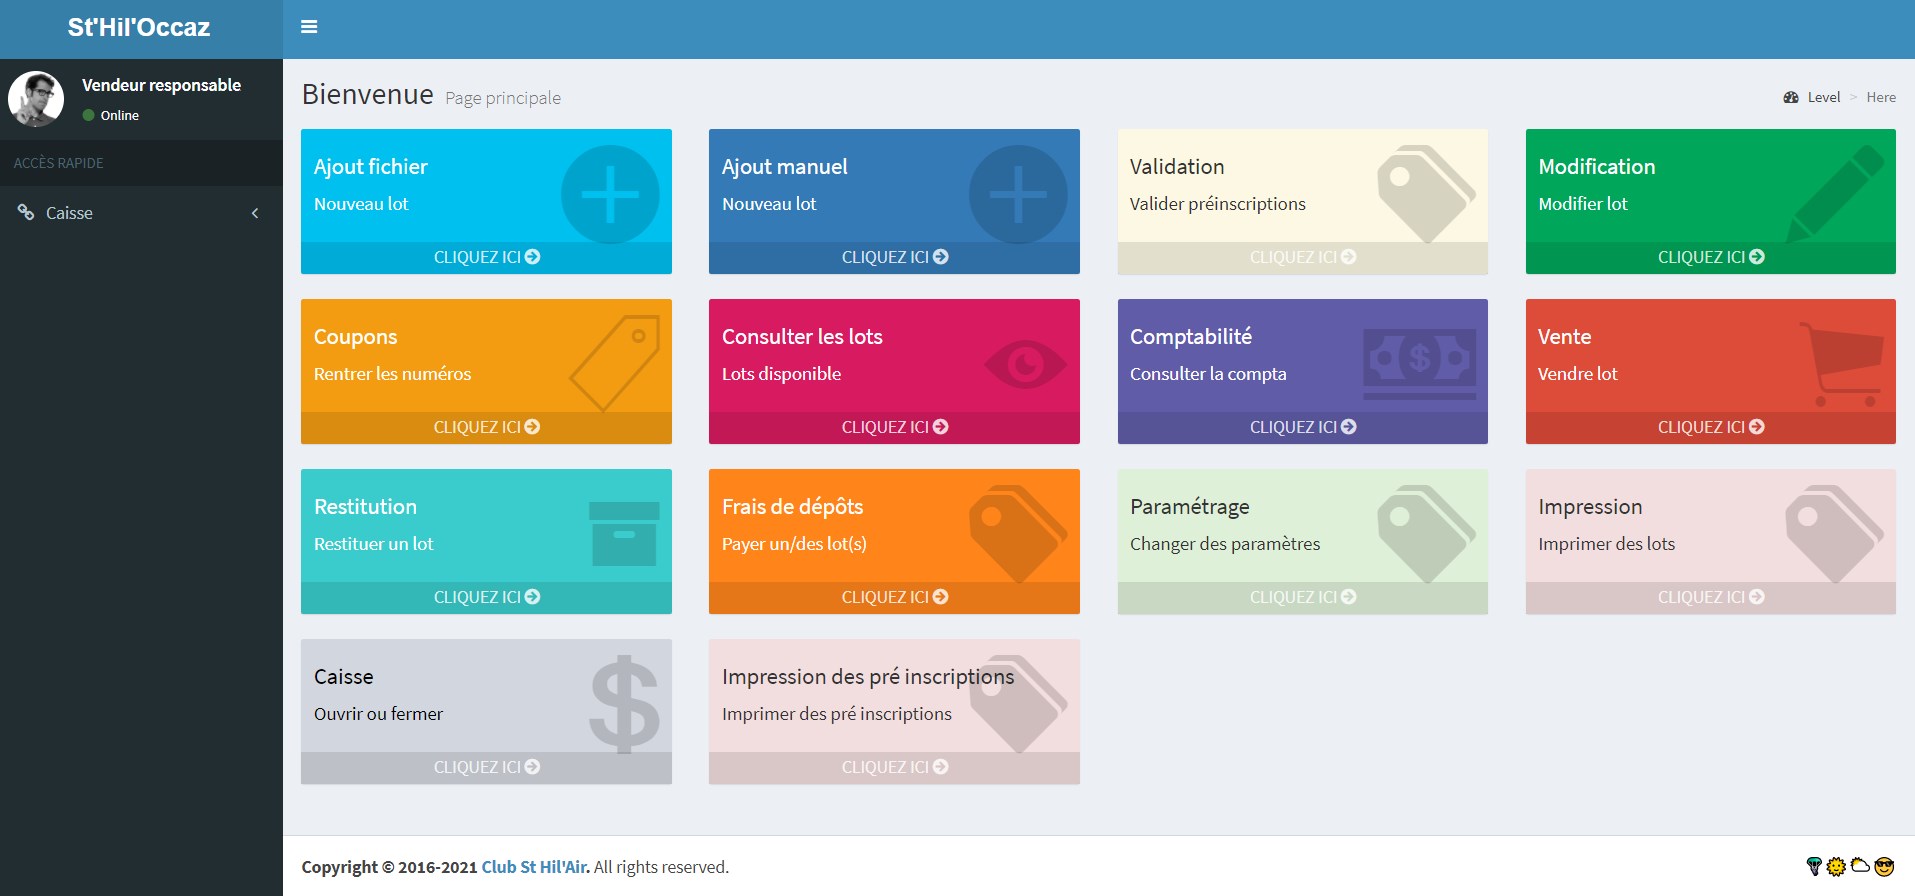 St'Hil'Occaz
Vendeur responsable
Online
ACCÈS RAPIDE
Caisse
Bienvenue Page principale
Level > Here
Ajout fichier
Nouveau lot
CLIQUEZ ICI
Ajout manuel
Nouveau lot
CLIQUEZ ICI
Validation
Valider préinscriptions
CLIQUEZ ICI
Modification
Modifier lot
CLIQUEZ ICI
Coupons
Rentrer les numéros
CLIQUEZ ICI
Consulter les lots
Lots disponible
CLIQUEZ ICI
Comptabilité
Consulter la compta
CLIQUEZ ICI
Vente
Vendre lot
CLIQUEZ ICI
Restitution
Restituer un lot
CLIQUEZ ICI
Frais de dépôts
Payer un/des lot(s)
CLIQUEZ ICI
Paramétrage
Changer des paramètres
CLIQUEZ ICI
Impression
Imprimer des lots
CLIQUEZ ICI
Caisse
Ouvrir ou fermer
CLIQUEZ ICI
Impression des pré inscriptions
Imprimer des pré inscriptions
CLIQUEZ ICI
Copyright © 2016-2021 Club St Hil'Air. All rights reserved.